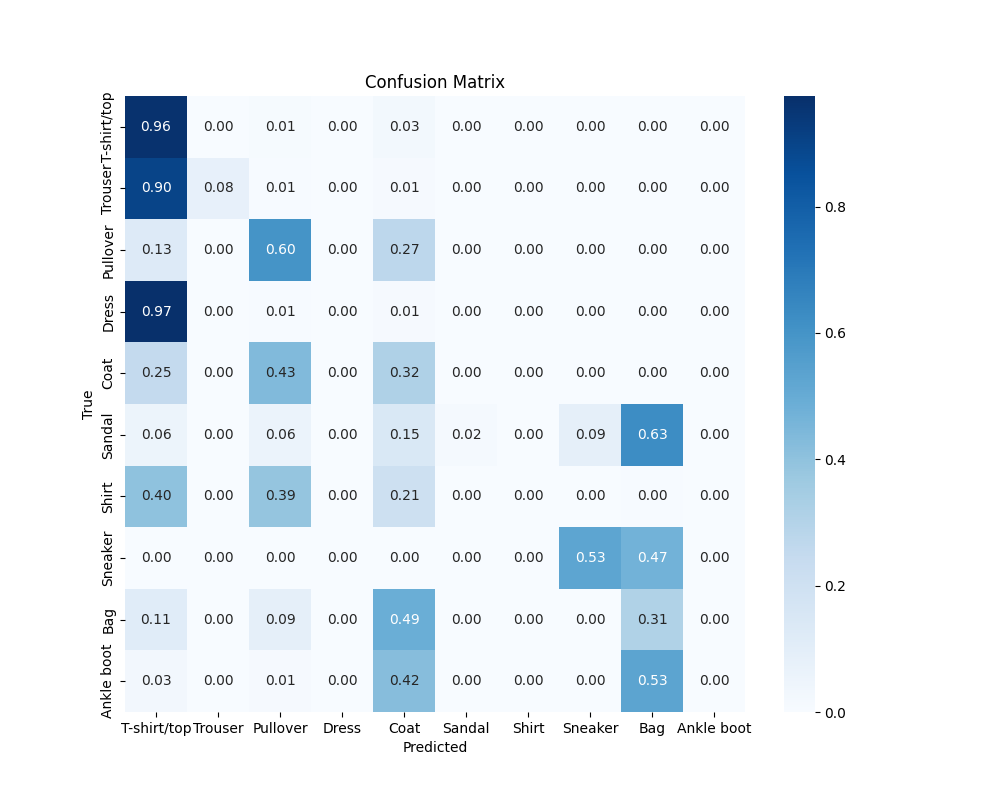 Confusion Matrix
T-shirt/top 0.96 0.00 0.01 0.00 0.03 0.00 0.00 0.00 0.00 0.00
Trouser 0.90 0.08 0.01 0.00 0.01 0.00 0.00 0.00 0.00 0.00
Pullover 0.13 0.00 0.60 0.00 0.27 0.00 0.00 0.00 0.00 0.00
Dress 0.97 0.00 0.01 0.00 0.01 0.00 0.00 0.00 0.00 0.00
Coat 0.25 0.00 0.43 0.00 0.32 0.00 0.00 0.00 0.00 0.00
Sandal 0.06 0.00 0.06 0.00 0.15 0.02 0.00 0.09 0.63 0.00
Shirt 0.40 0.00 0.39 0.00 0.21 0.00 0.00 0.00 0.00 0.00
Sneaker 0.00 0.00 0.00 0.00 0.00 0.00 0.00 0.53 0.47 0.00
Bag 0.11 0.00 0.09 0.00 0.49 0.00 0.00 0.00 0.31 0.00
Ankle boot 0.03 0.00 0.01 0.00 0.42 0.00 0.00 0.00 0.53 0.00
True
T-shirt/top Trouser Pullover Dress Coat Sandal Shirt Sneaker Bag Ankle boot
Predicted
0.8
0.6
0.4
0.2
0.0